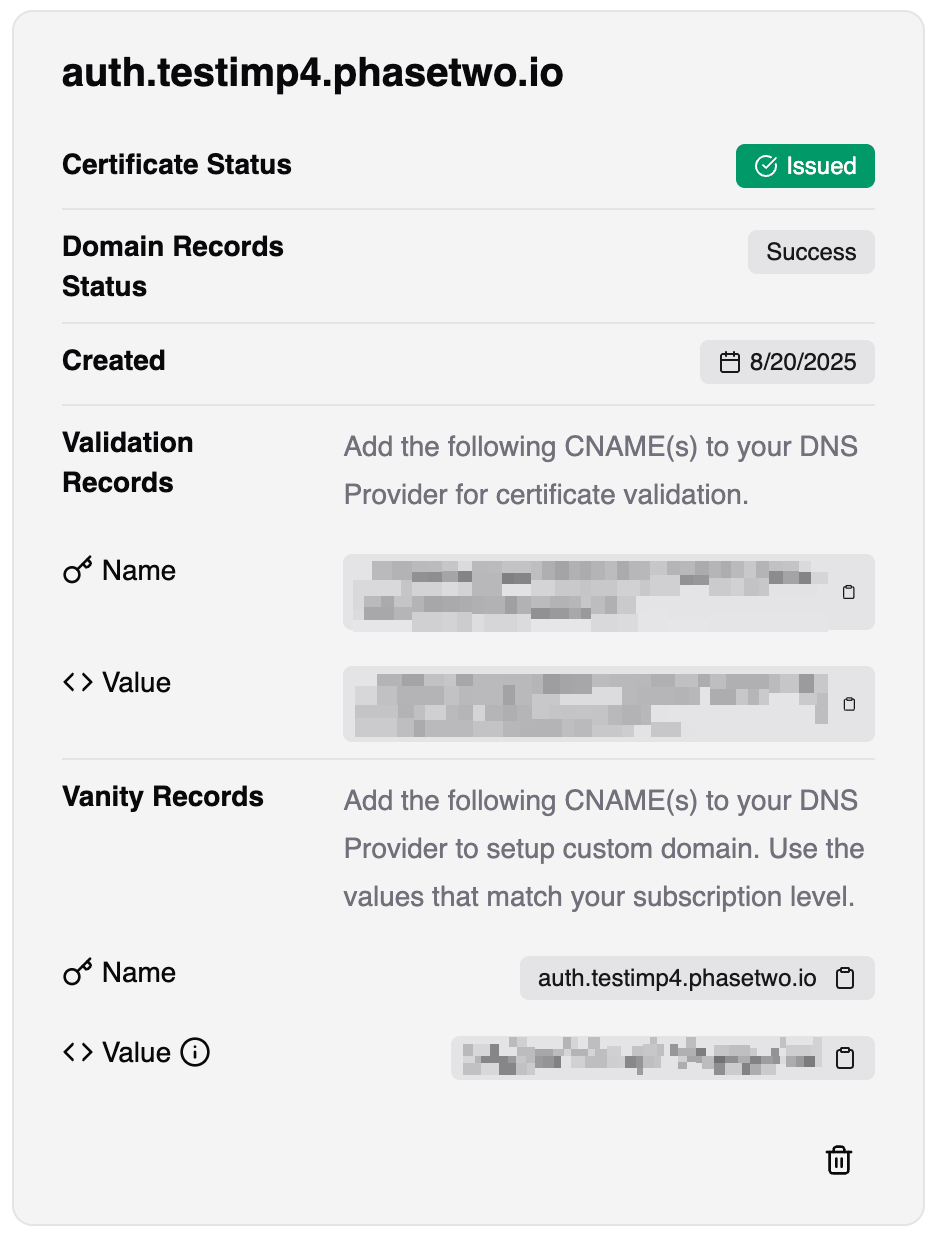 auth.testimp4.phasetwo.io
Certificate Status
Issued
Domain Records
Status
Success
Created
8/20/2025
Validation
Records
Add the following CNAME(s) to your DNS
Provider for certificate validation.
Name
Value
Vanity Records
Add the following CNAME(s) to your DNS
Provider to setup custom domain. Use the
values that match your subscription level.
Name
auth.testimp4.phasetwo.io
Value